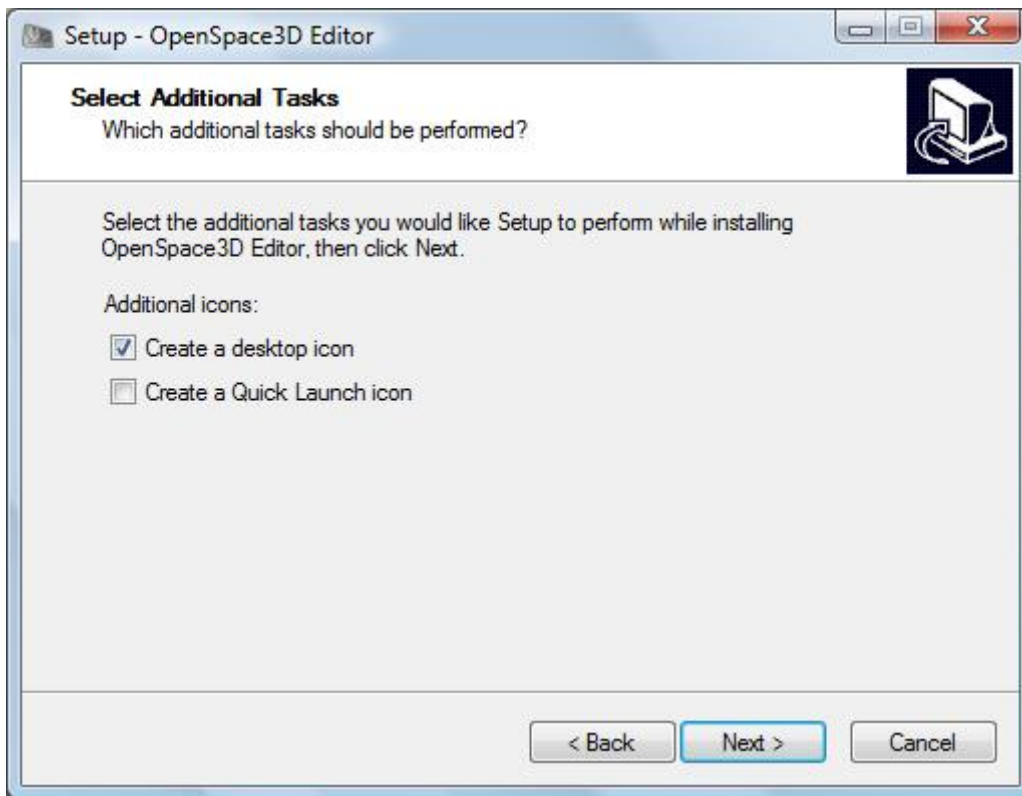 Setup - OpenSpace3D Editor
Select Additional Tasks
Which additional tasks should be performed?
Select the additional tasks you would like Setup to perform while installing
OpenSpace3D Editor, then click Next.
Additional icons:
Create a desktop icon
Create a Quick Launch icon
< Back
Next >
Cancel